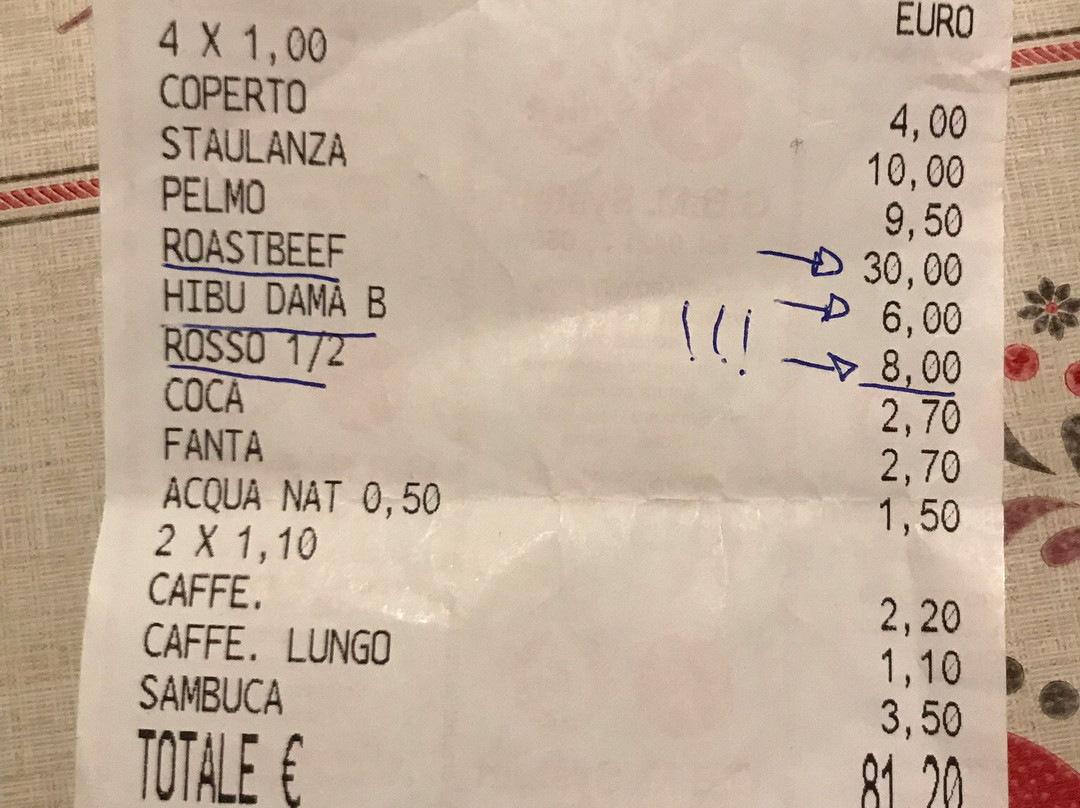 EURO
4 X 1,00
COPERTO 4,00
STAULANZA 10,00
PELMO 9,50
ROASTBEEF 30,00
HIBU DAMA B 6,00
!!!
ROSSO 1/2 8,00
COCA 2,70
FANTA 2,70
ACQUA NAT 0,50 1,50
2 X 1,10
CAFFE. 2,20
CAFFE. LUNGO 1,10
SAMBUCA 3,50
TOTALE € 81,20